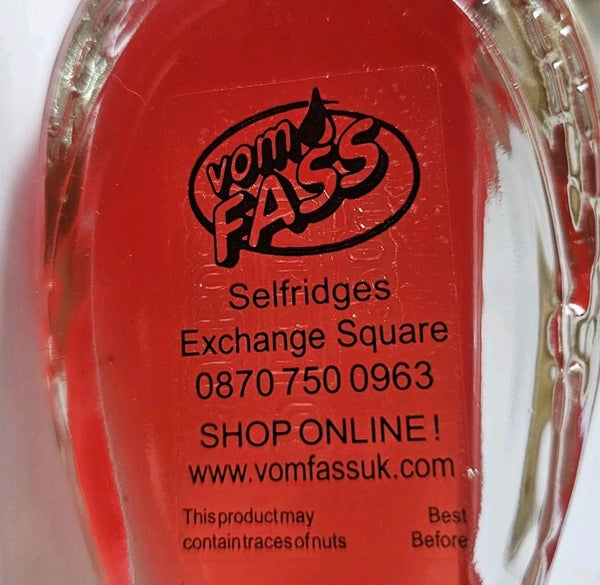 vom
FASS
Selfridges
Exchange Square
0870 750 0963
SHOP ONLINE!
www.vomfassuk.com
This product may Best
contain traces of nuts Before